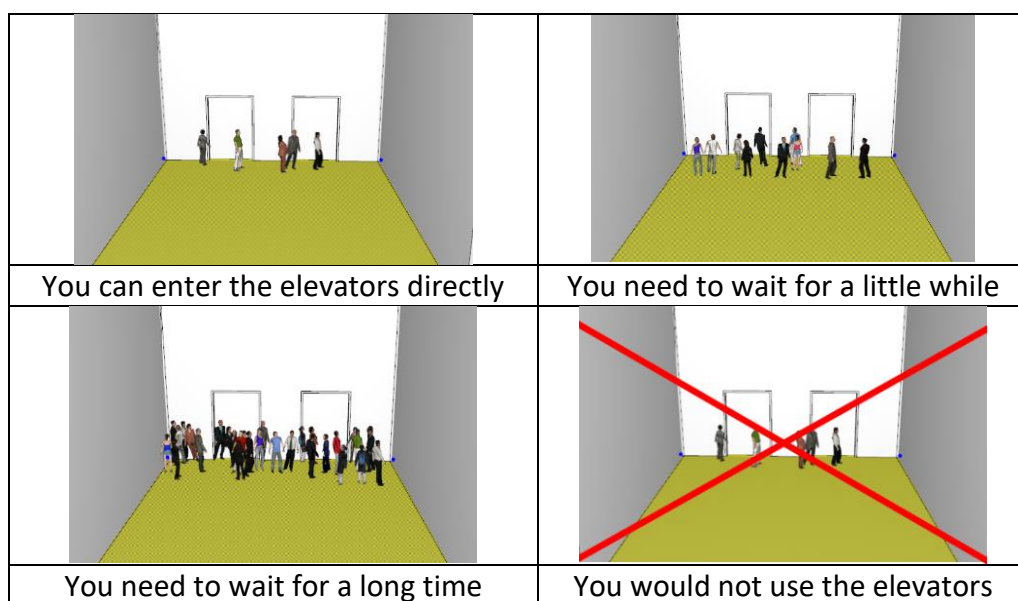 You can enter the elevators directly
You need to wait for a little while
You need to wait for a long time
You would not use the elevators